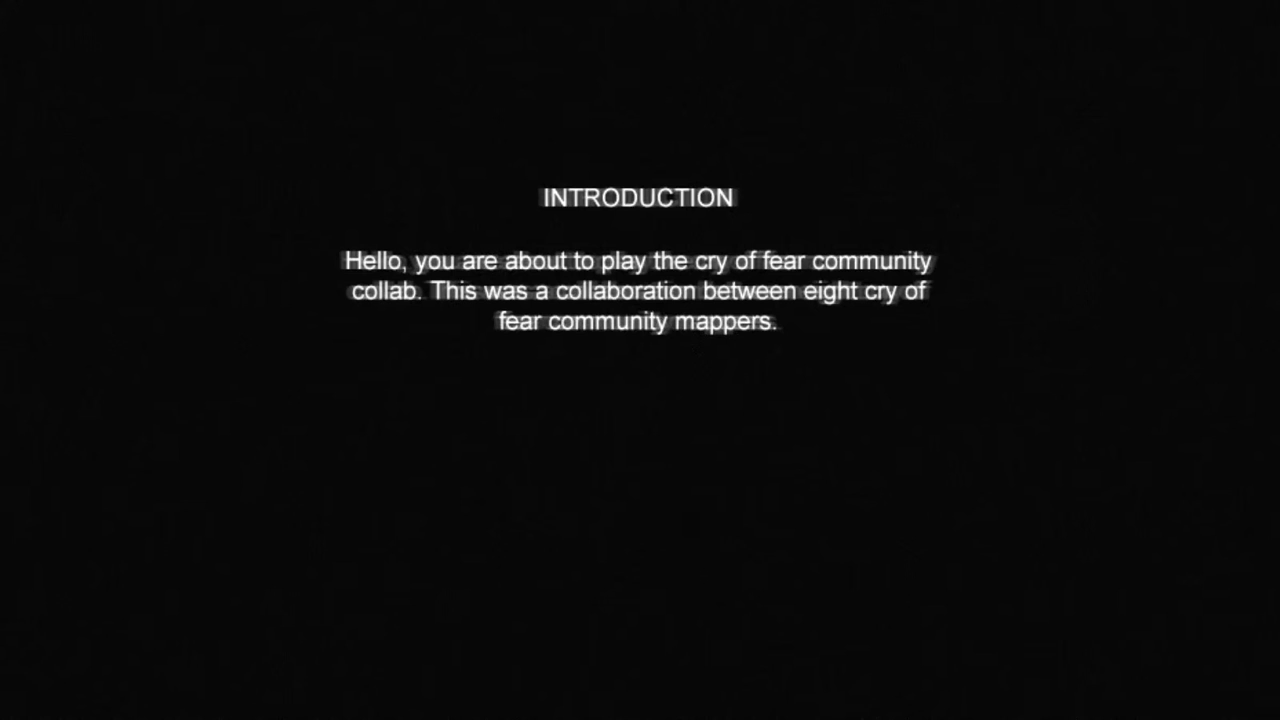 INTRODUCTION
Hello, you are about to play the cry of fear community
collab. This was a collaboration between eight cry of
fear community mappers.